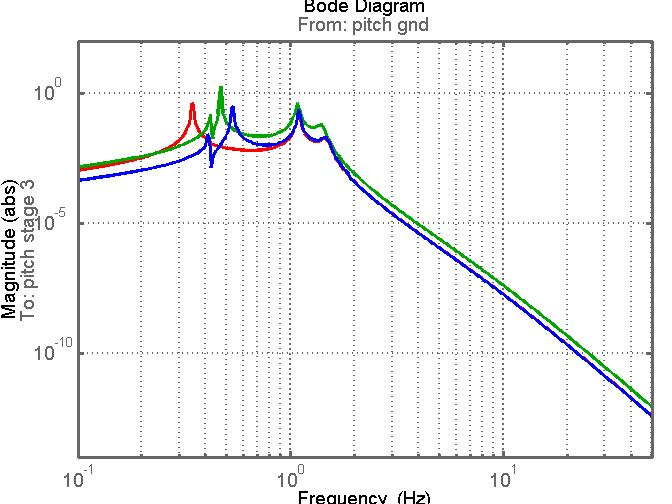 Bode Diagram
From: pitch gnd
Magnitude (abs)
To: pitch stage 3
10^0
10^-5
10^-10
10^-1
10^0
10^1
Frequency (Hz)